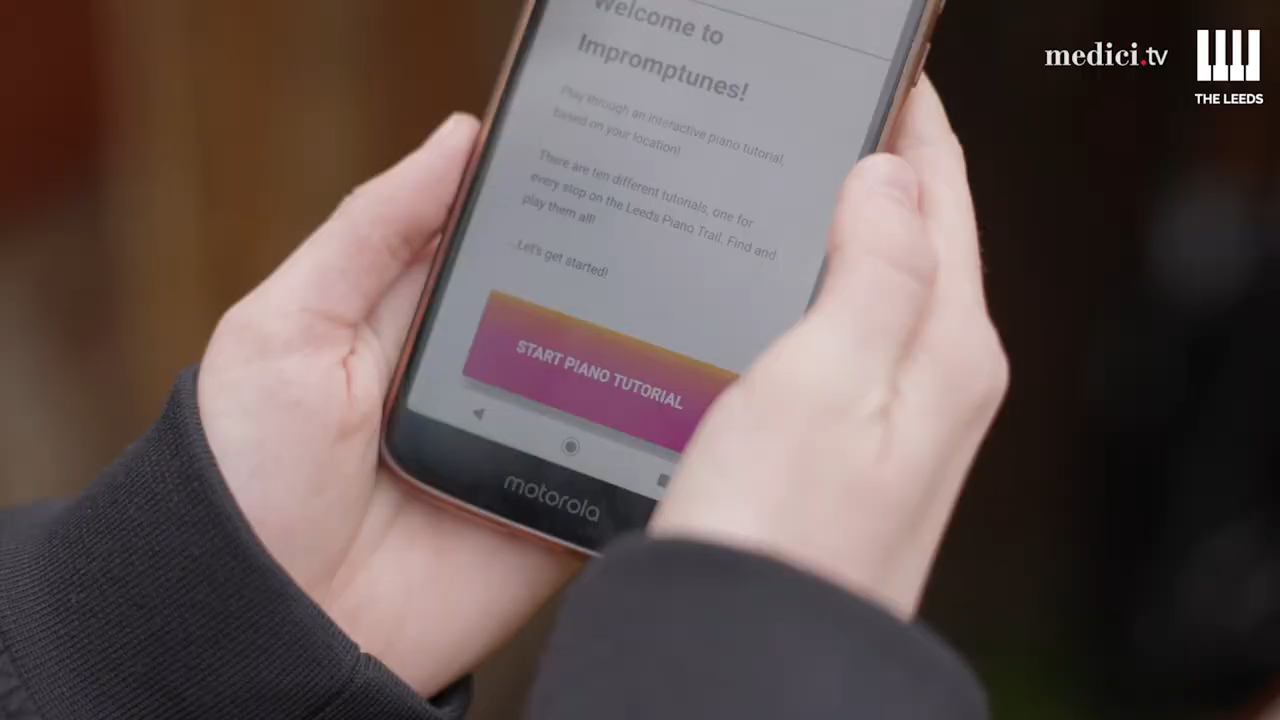 medici.tv
THE LEEDS
Welcome to
Impromptunes!
Play through an interactive piano tutorial,
based on your location!
There are ten different tutorials, one for
every stop on the Leeds Piano Trail. Find and
play them all!
Let's get started!
START PIANO TUTORIAL
motorola